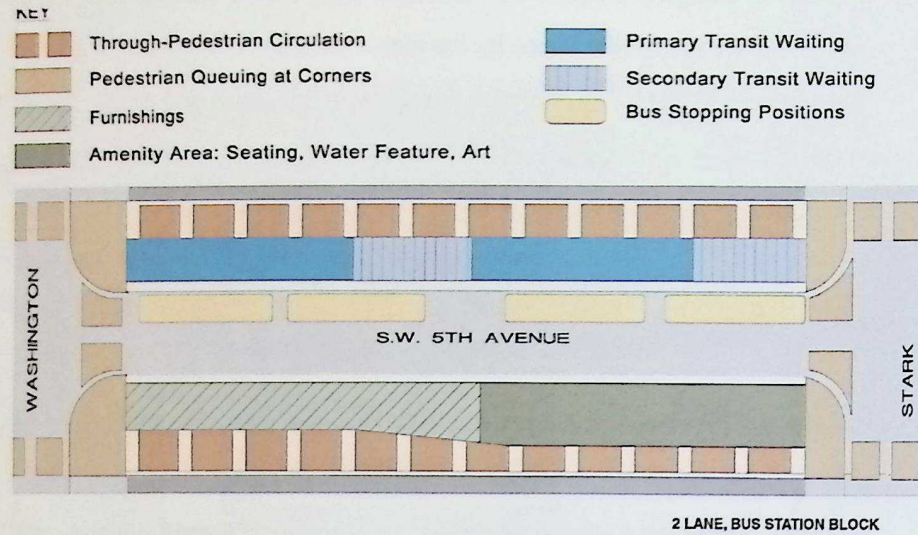 KEY
Through-Pedestrian Circulation
Pedestrian Queuing at Corners
Furnishings
Amenity Area: Seating, Water Feature, Art
Primary Transit Waiting
Secondary Transit Waiting
Bus Stopping Positions
WASHINGTON
S.W. 5TH AVENUE
STARK
2 LANE, BUS STATION BLOCK